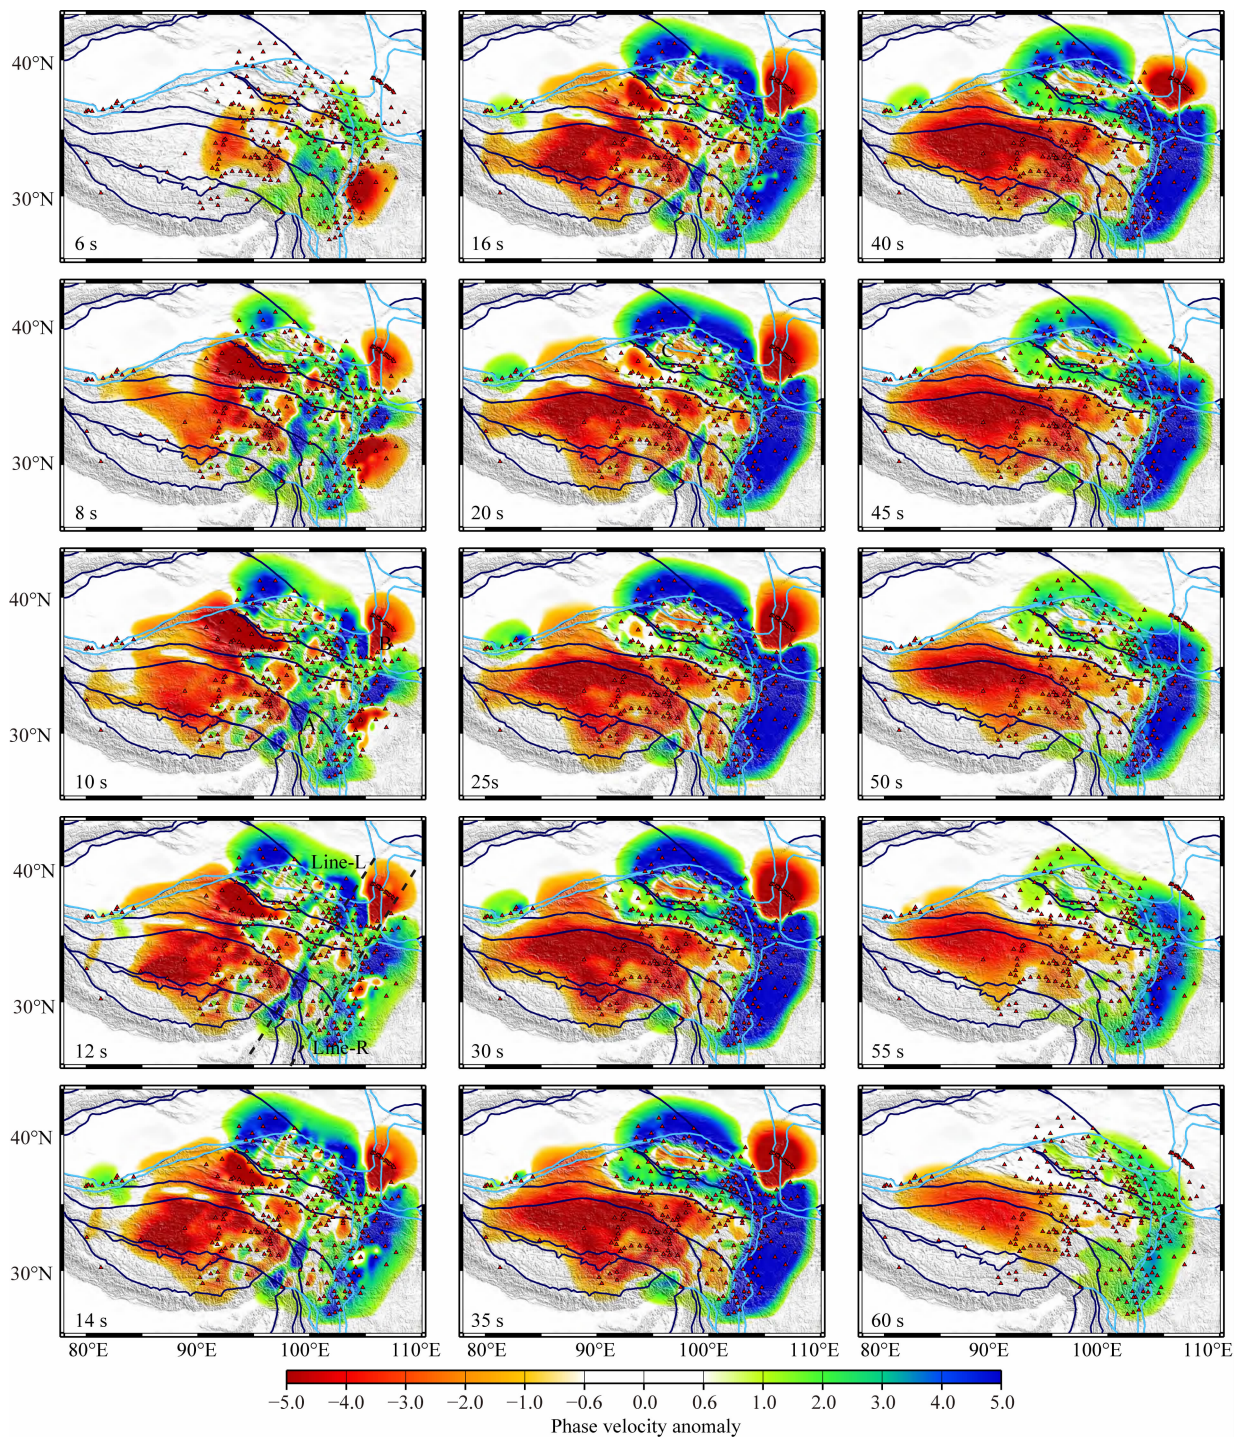 40°N
30°N
6 s
16 s
40 s
40°N
30°N
8 s
C
20 s
45 s
40°N
30°N
B
10 s
25s
50 s
40°N
30°N
Line-L
Line-R
12 s
30 s
55 s
40°N
30°N
14 s
35 s
60 s
80°E 90°E 100°E 110°E 80°E 90°E 100°E 110°E 80°E 90°E 100°E 110°E
−5.0 −4.0 −3.0 −2.0 −1.0 −0.6 0.0 0.6 1.0 2.0 3.0 4.0 5.0
Phase velocity anomaly